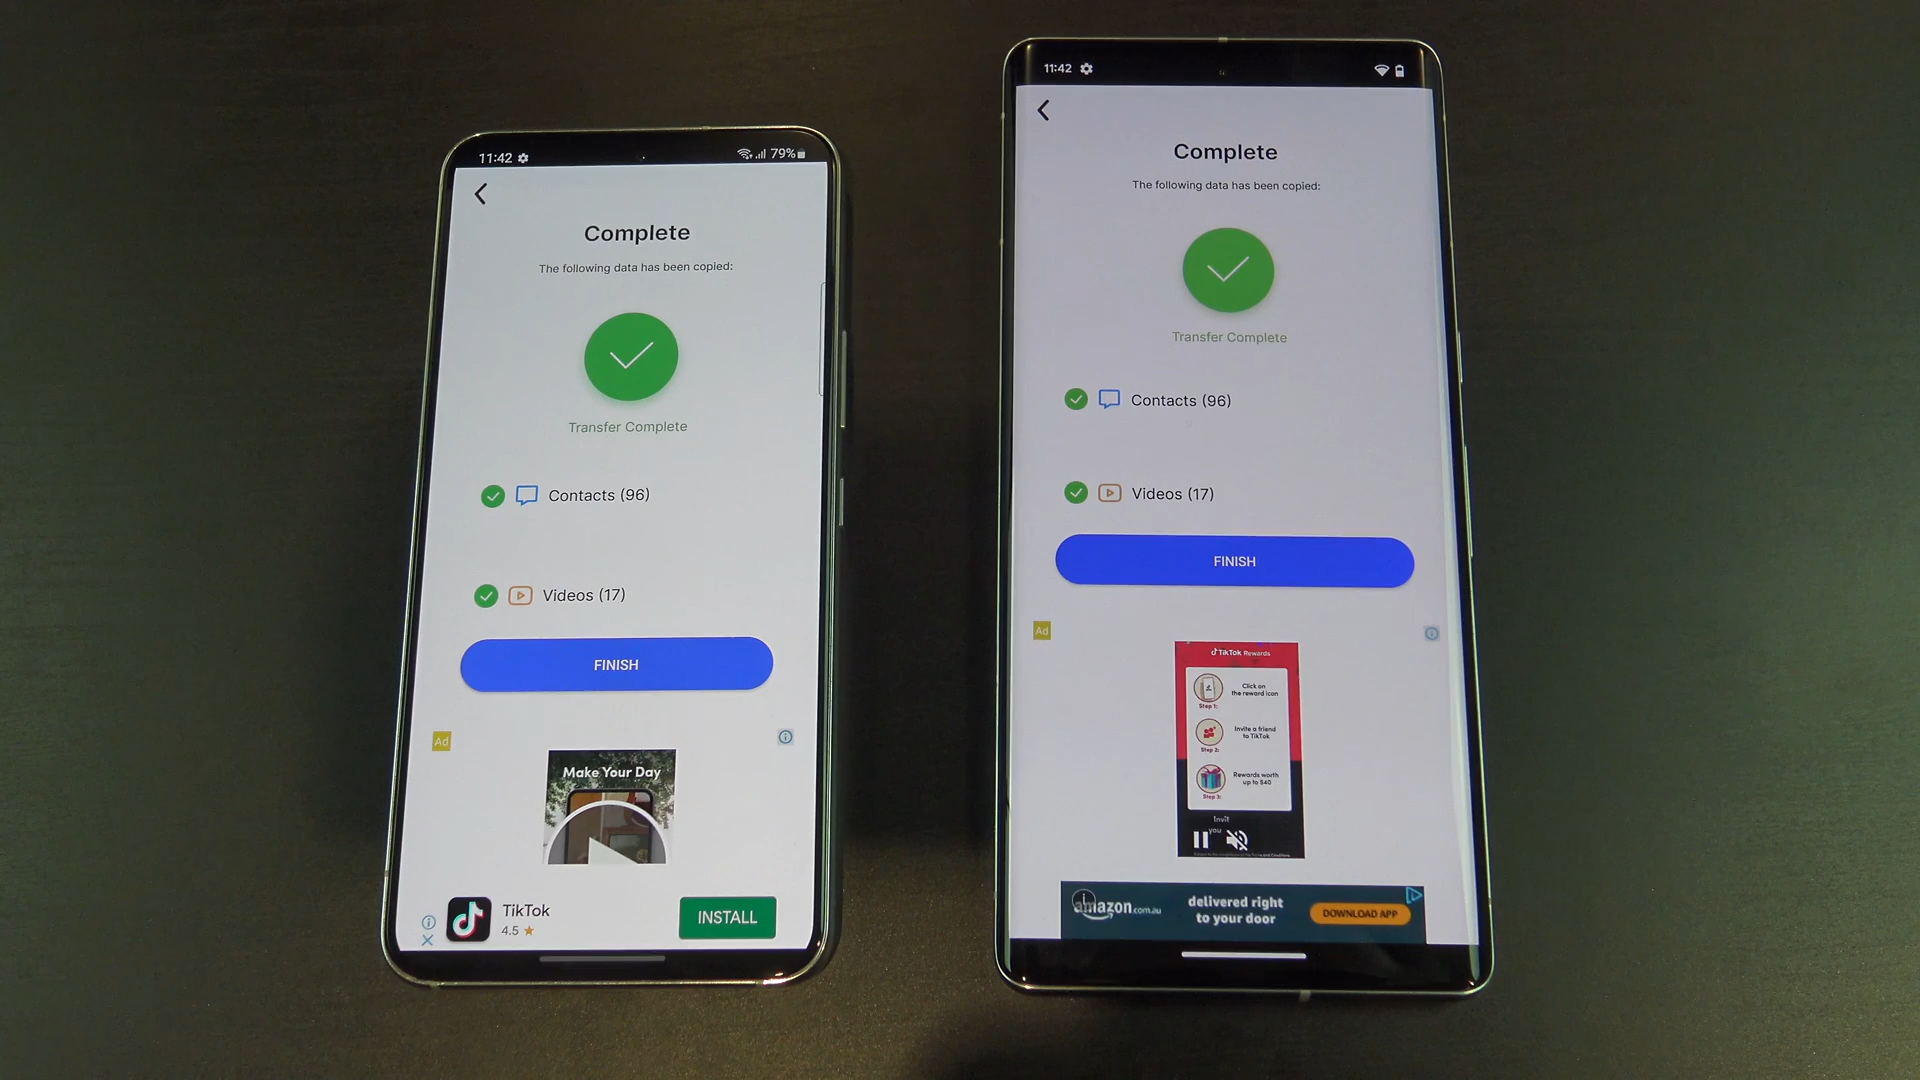 11:42
79%
Complete
The following data has been copied:
Transfer Complete
Contacts (96)
Videos (17)
FINISH
Ad
Make Your Day
TikTok
4.5
INSTALL
11:42
Complete
The following data has been copied:
Transfer Complete
Contacts (96)
Videos (17)
FINISH
Ad
TikTok Rewards
Click on
the reward icon
Step 1:
Invite a friend
to TikTok
Step 2:
Rewards worth
up to $40
Step 3:
Invit
you
amazon.com.au
delivered right
to your door
DOWNLOAD APP